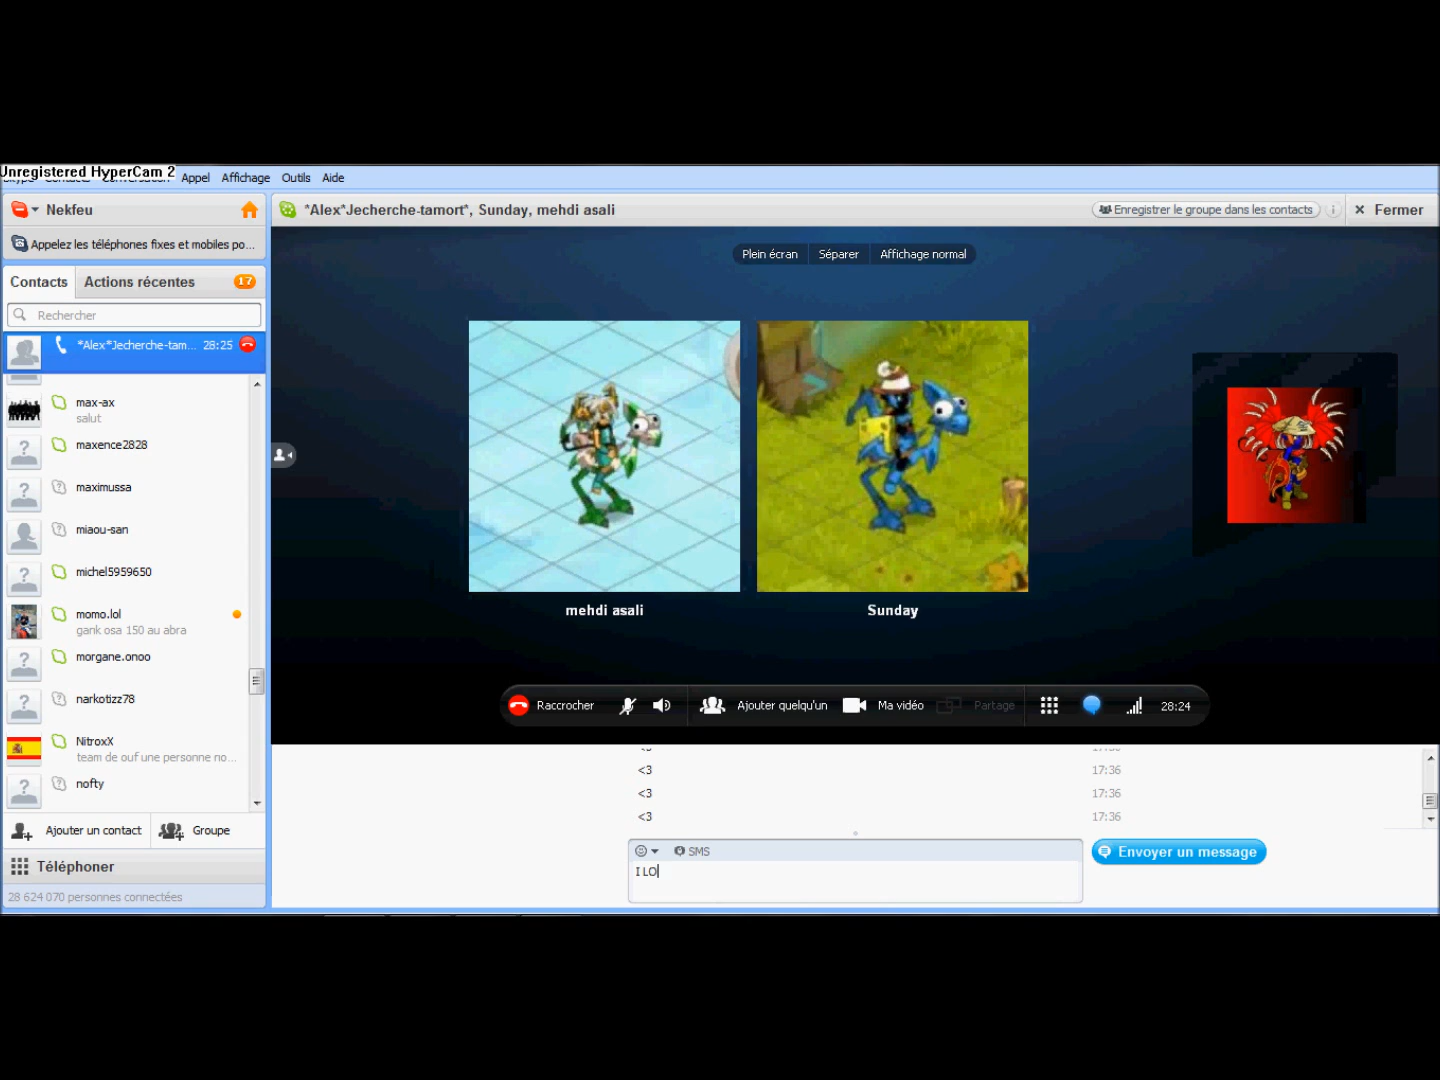 Unregistered HyperCam 2
Appel Affichage Outils Aide
Nekfeu
*Alex*Jecherche-tamort*, Sunday, mehdi asali
Enregistrer le groupe dans les contacts
Fermer
Appelez les téléphones fixes et mobiles po...
Plein écran Séparer Affichage normal
Contacts Actions récentes 17
Rechercher
*Alex*Jecherche-tam... 28:25
max-ax
salut
maxence2828
maximussa
miaou-san
michel5959650
momo.lol
gank osa 150 au abra
morgane.onoo
narkotizz78
NitroxX
team de ouf une personne no...
nofty
Ajouter un contact Groupe
Téléphoner
28 624 070 personnes connectées
mehdi asali
Sunday
Raccrocher Ajouter quelqu'un Ma vidéo Partage 28:24
<3 17:36
<3 17:36
<3 17:36
SMS
I LO
Envoyer un message